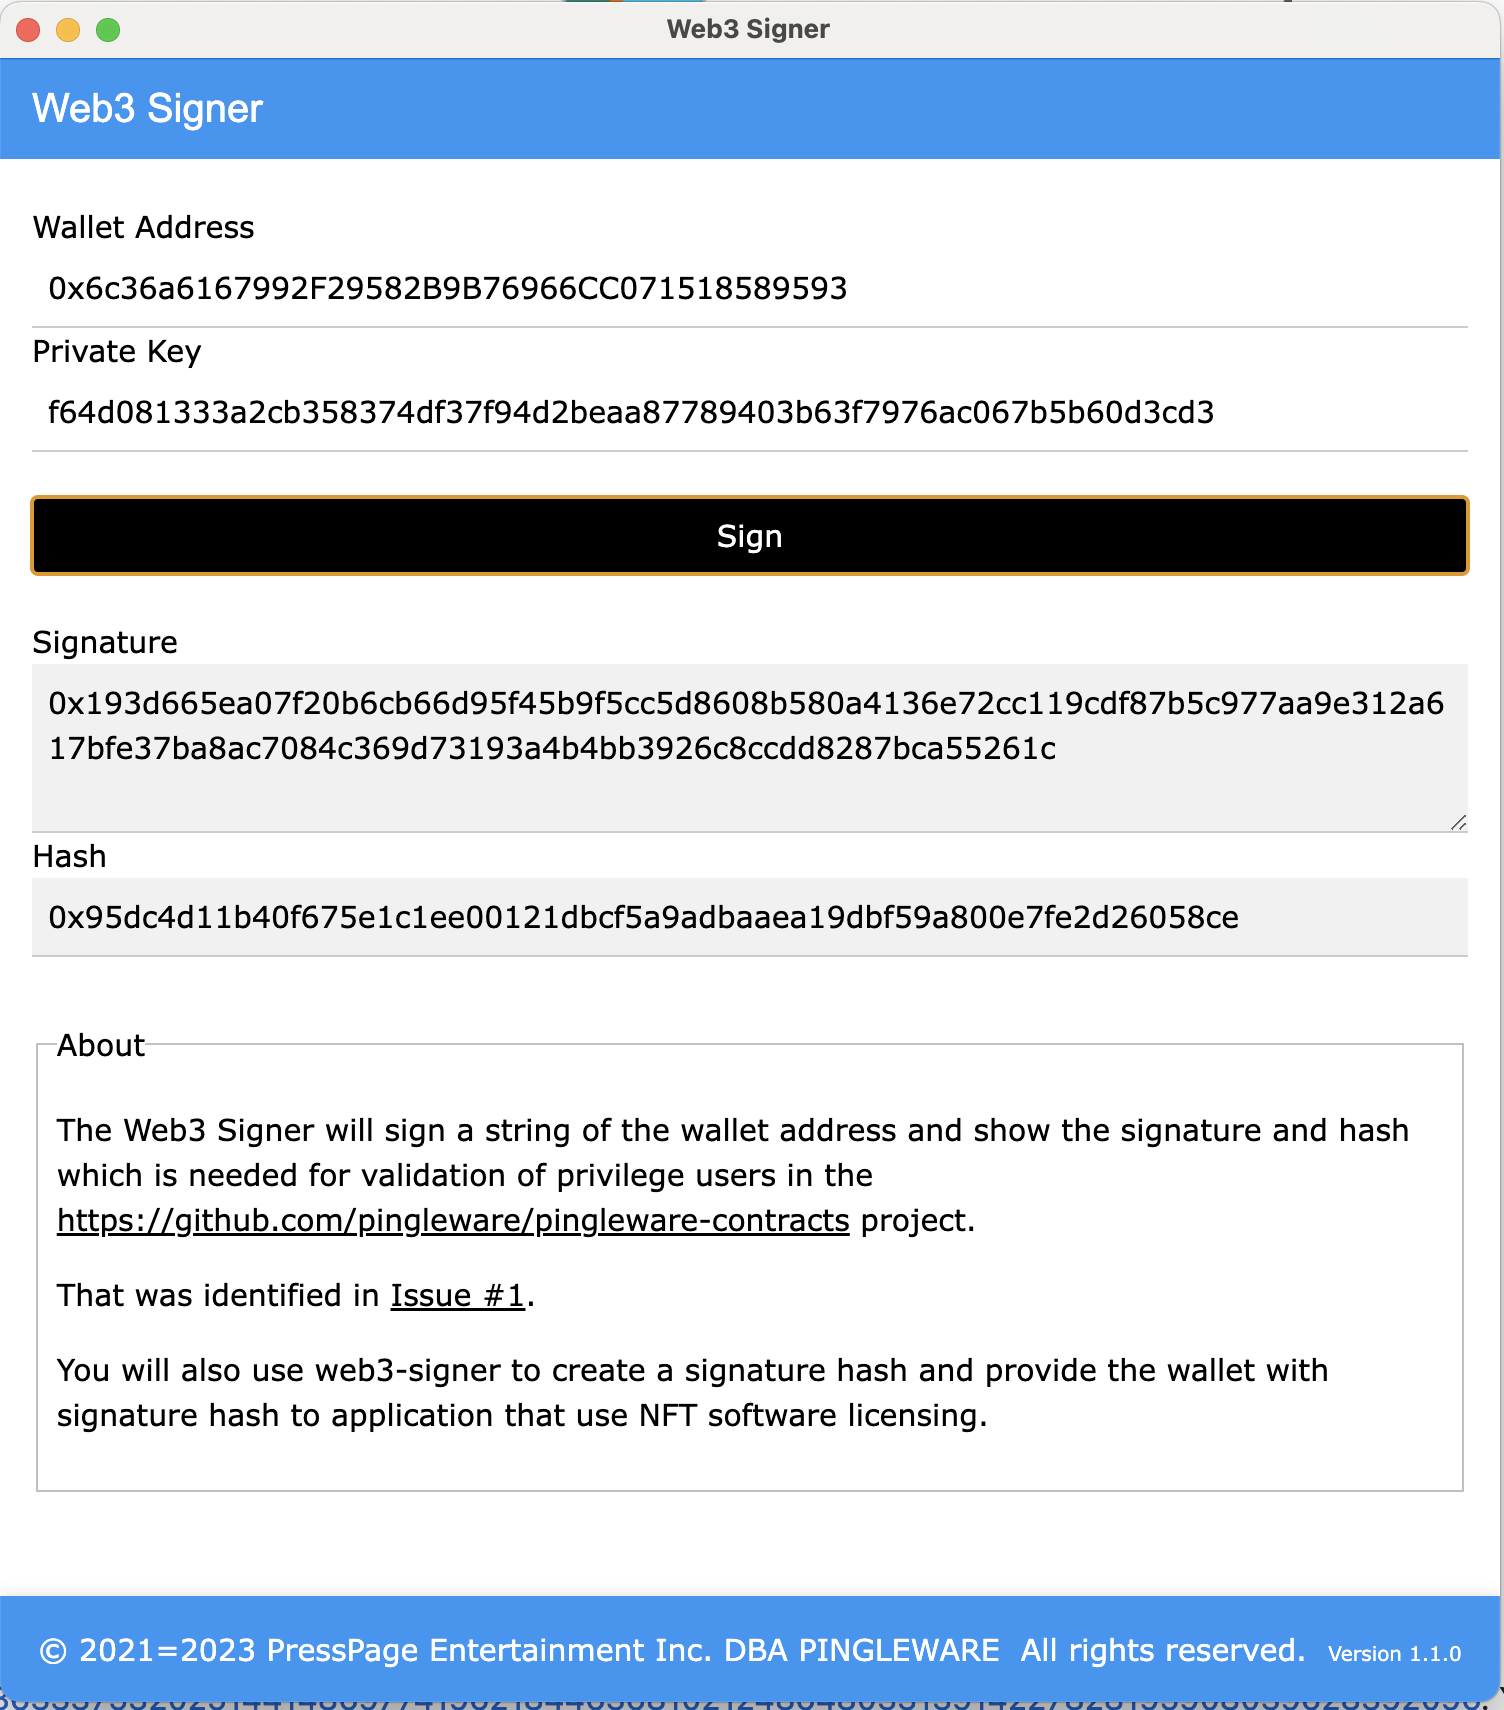 Web3 Signer
Web3 Signer
Wallet Address
0x6c36a6167992F29582B9B76966CC071518589593
Private Key
f64d081333a2cb358374df37f94d2beaa87789403b63f7976ac067b5b60d3cd3
Sign
Signature
0x193d665ea07f20b6cb66d95f45b9f5cc5d8608b580a4136e72cc119cdf87b5c977aa9e312a6
17bfe37ba8ac7084c369d73193a4b4bb3926c8ccdd8287bca55261c
Hash
0x95dc4d11b40f675e1c1ee00121dbcf5a9adbaaea19dbf59a800e7fe2d26058ce
About
The Web3 Signer will sign a string of the wallet address and show the signature and hash
which is needed for validation of privilege users in the
https://github.com/pingleware/pingleware-contracts project.
That was identified in Issue #1.
You will also use web3-signer to create a signature hash and provide the wallet with
signature hash to application that use NFT software licensing.
© 2021=2023 PressPage Entertainment Inc. DBA PINGLEWARE  All rights reserved. Version 1.1.0